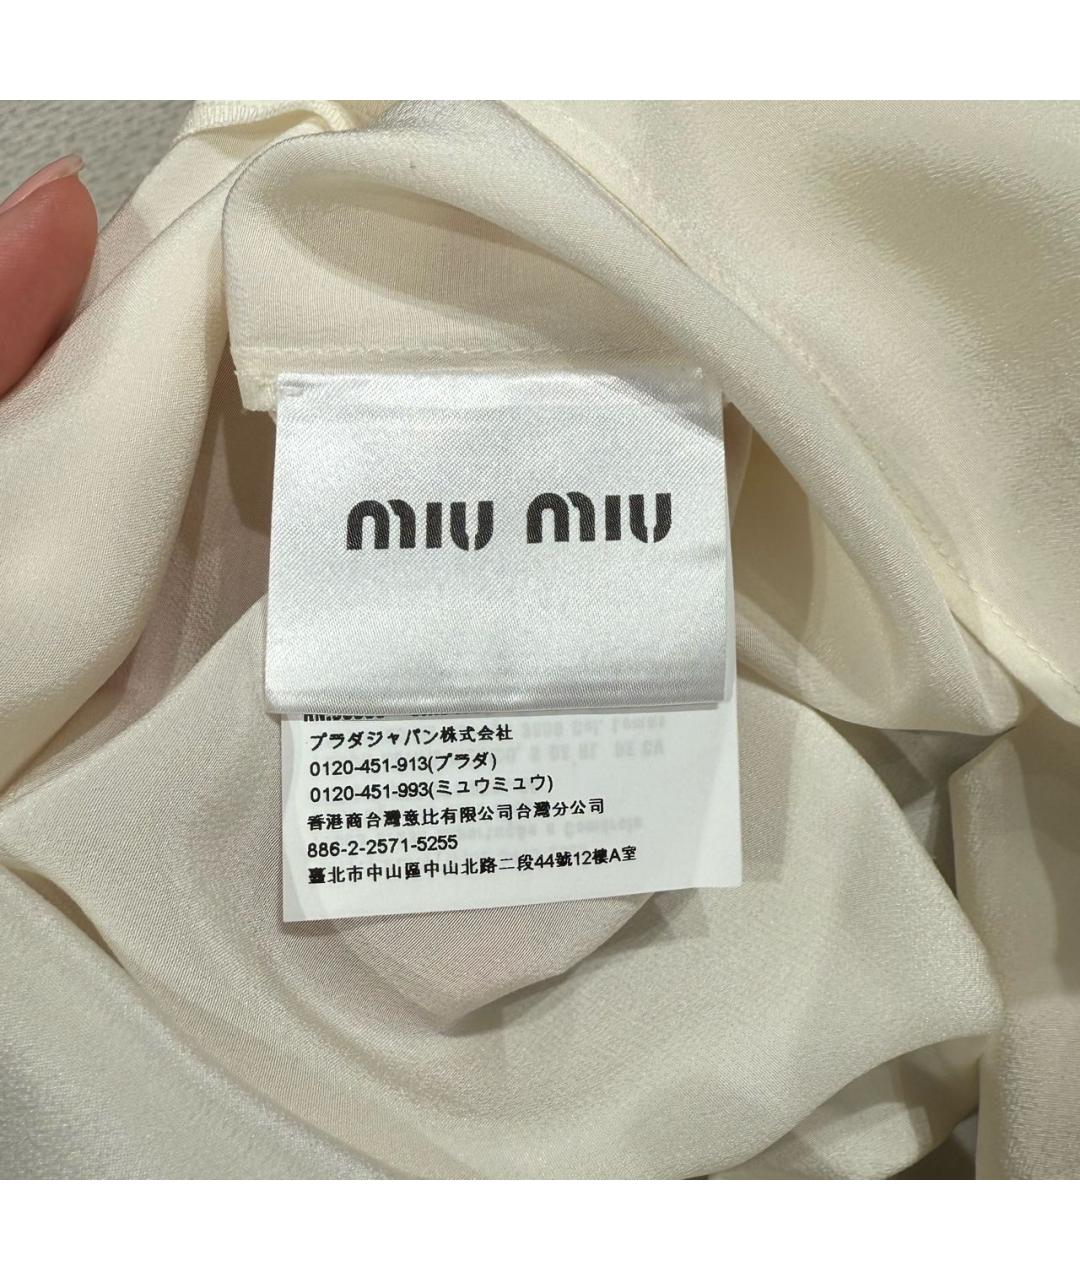 miu miu
プラダジャパン株式会社
0120-451-913(プラダ)
0120-451-993(ミュウミュウ)
香港商台灣意比有限公司台灣分公司
886-2-2571-5255
臺北市中山區中山北路二段44號12樓A室